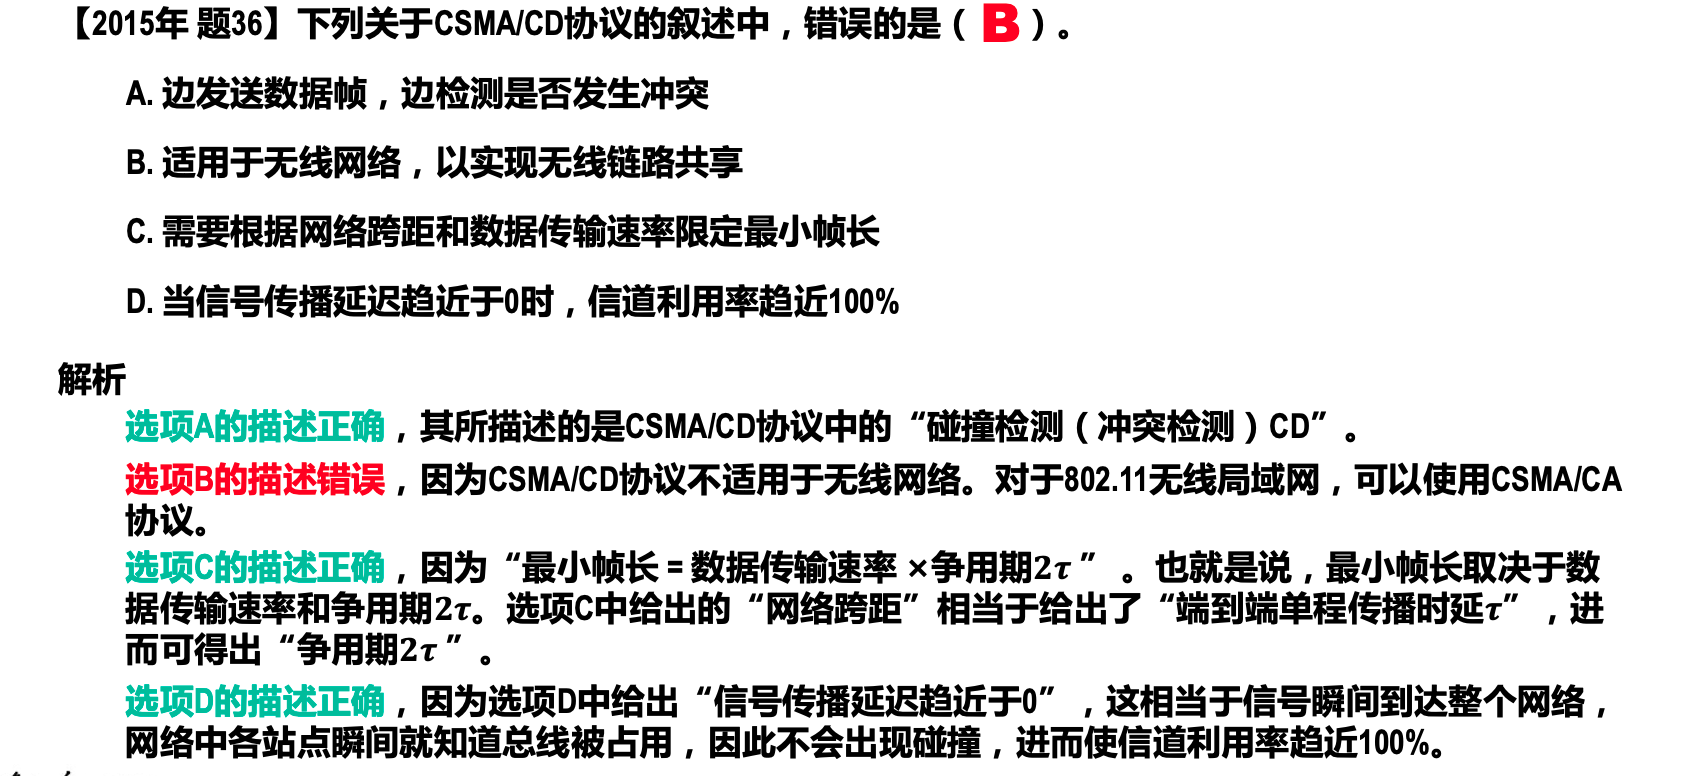 【2015年 题36】下列关于CSMA/CD协议的叙述中，错误的是（ B ）。
A. 边发送数据帧，边检测是否发生冲突
B. 适用于无线网络，以实现无线链路共享
C. 需要根据网络跨距和数据传输速率限定最小帧长
D. 当信号传播延迟趋近于0时，信道利用率趋近100%
解析
选项A的描述正确，其所描述的是CSMA/CD协议中的“碰撞检测（冲突检测）CD”。
选项B的描述错误，因为CSMA/CD协议不适用于无线网络。对于802.11无线局域网，可以使用CSMA/CA
协议。
选项C的描述正确，因为“最小帧长 = 数据传输速率 ×争用期2τ ”。也就是说，最小帧长取决于数
据传输速率和争用期2τ。选项C中给出的“网络跨距”相当于给出了“端到端单程传播时延τ”，进
而可得出“争用期2τ ”。
选项D的描述正确，因为选项D中给出“信号传播延迟趋近于0”，这相当于信号瞬间到达整个网络，
网络中各站点瞬间就知道总线被占用，因此不会出现碰撞，进而使信道利用率趋近100%。